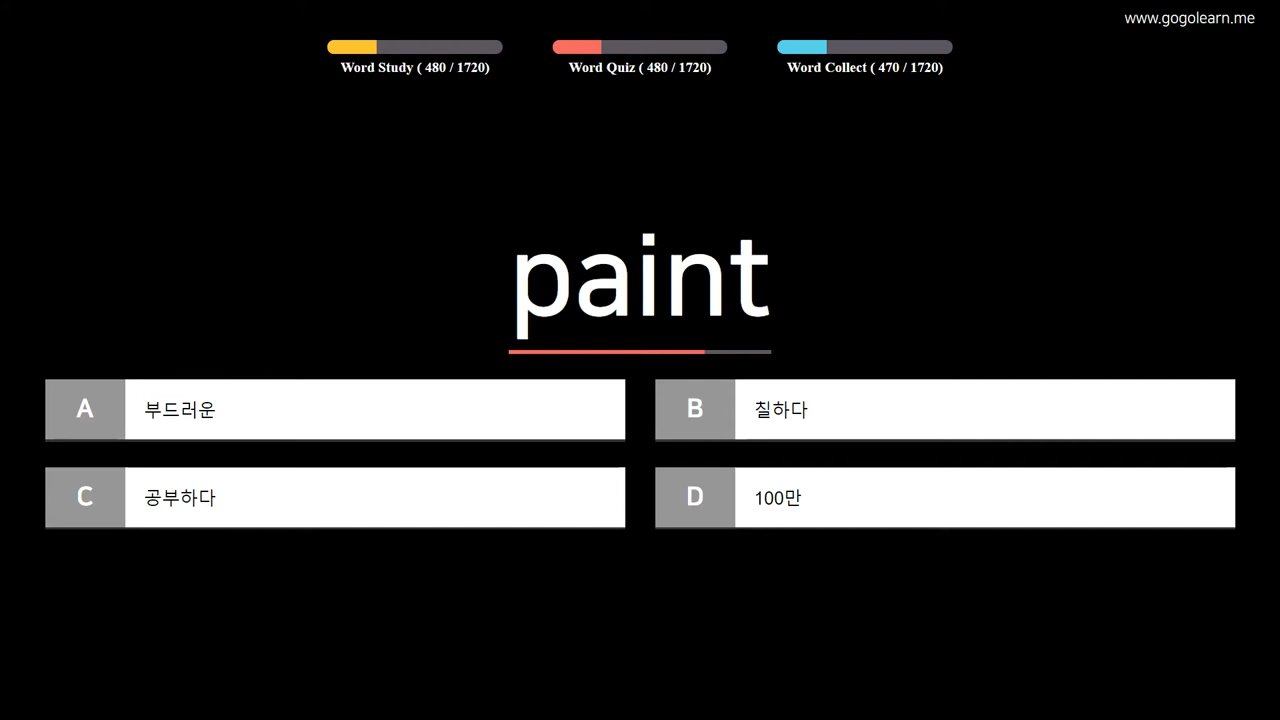 www.gogolearn.me
Word Study ( 480 / 1720)
Word Quiz ( 480 / 1720)
Word Collect ( 470 / 1720)
paint
A 부드러운
B 칠하다
C 공부하다
D 100만